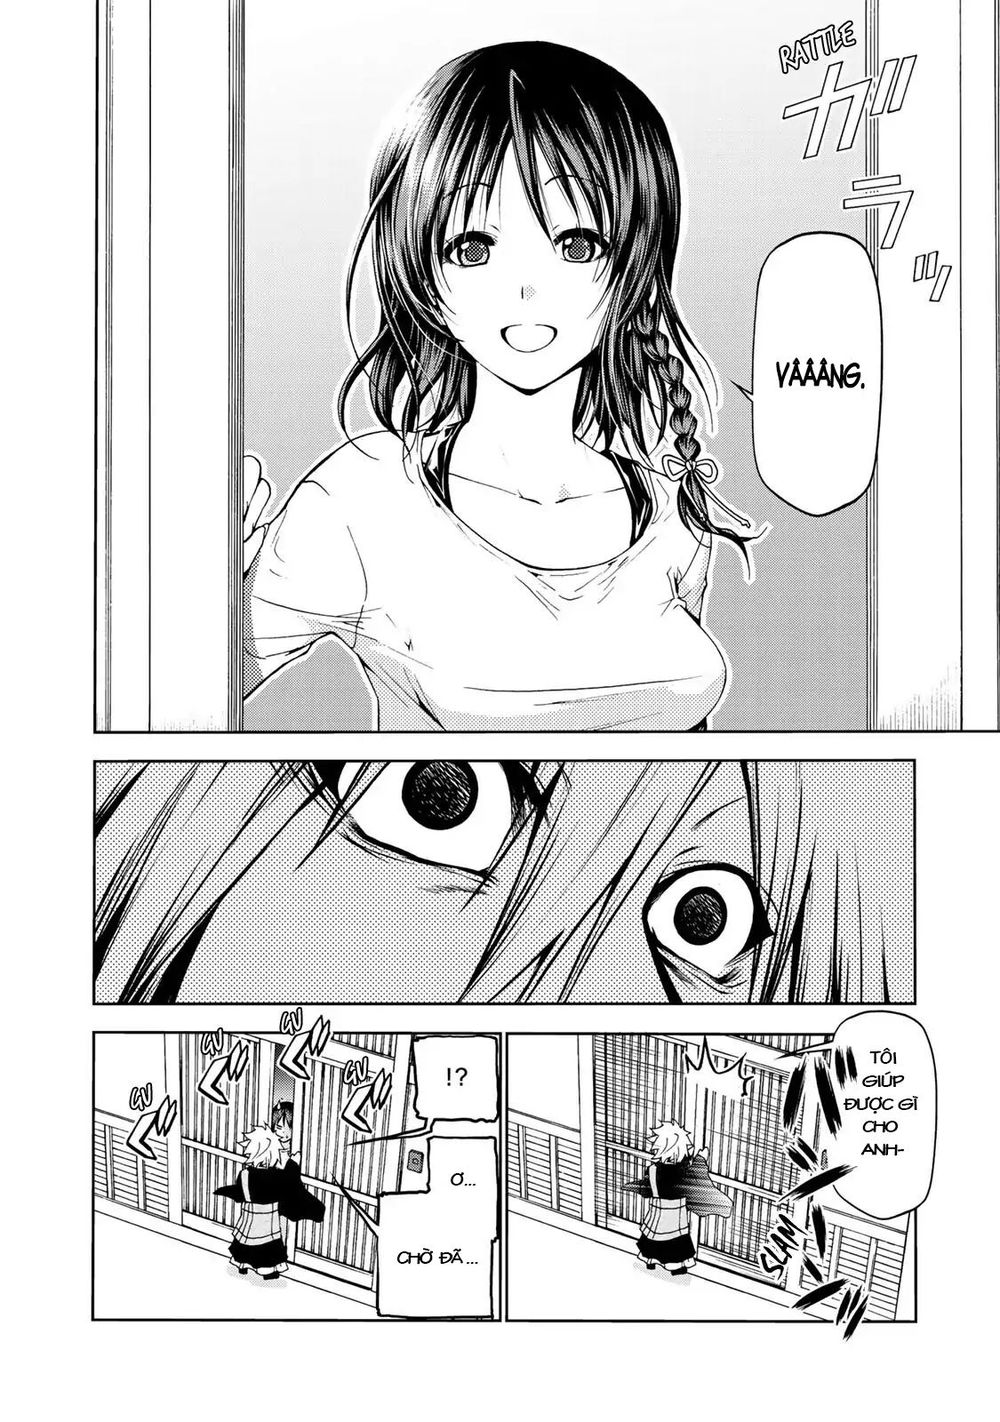 RATTLE
ガ
ラ
ッ
VÂÂÂNG.
TÔI
GIÚP
ĐƯỢC GÌ
CHO
ANH-
SLAM
!?
Ơ...
CHỜ ĐÃ...
GU
GU
GU
GU